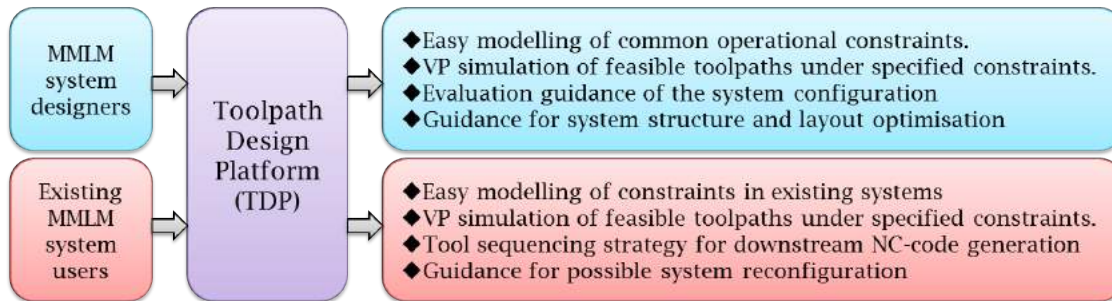 MMLM
system
designers
Toolpath
Design
Platform
(TDP)
◆Easy modelling of common operational constraints.
◆VP simulation of feasible toolpaths under specified constraints.
◆Evaluation guidance of the system configuration
◆Guidance for system structure and layout optimisation
Existing
MMLM
system
users
◆Easy modelling of constraints in existing systems
◆VP simulation of feasible toolpaths under specified constraints.
◆Tool sequencing strategy for downstream NC-code generation
◆Guidance for possible system reconfiguration